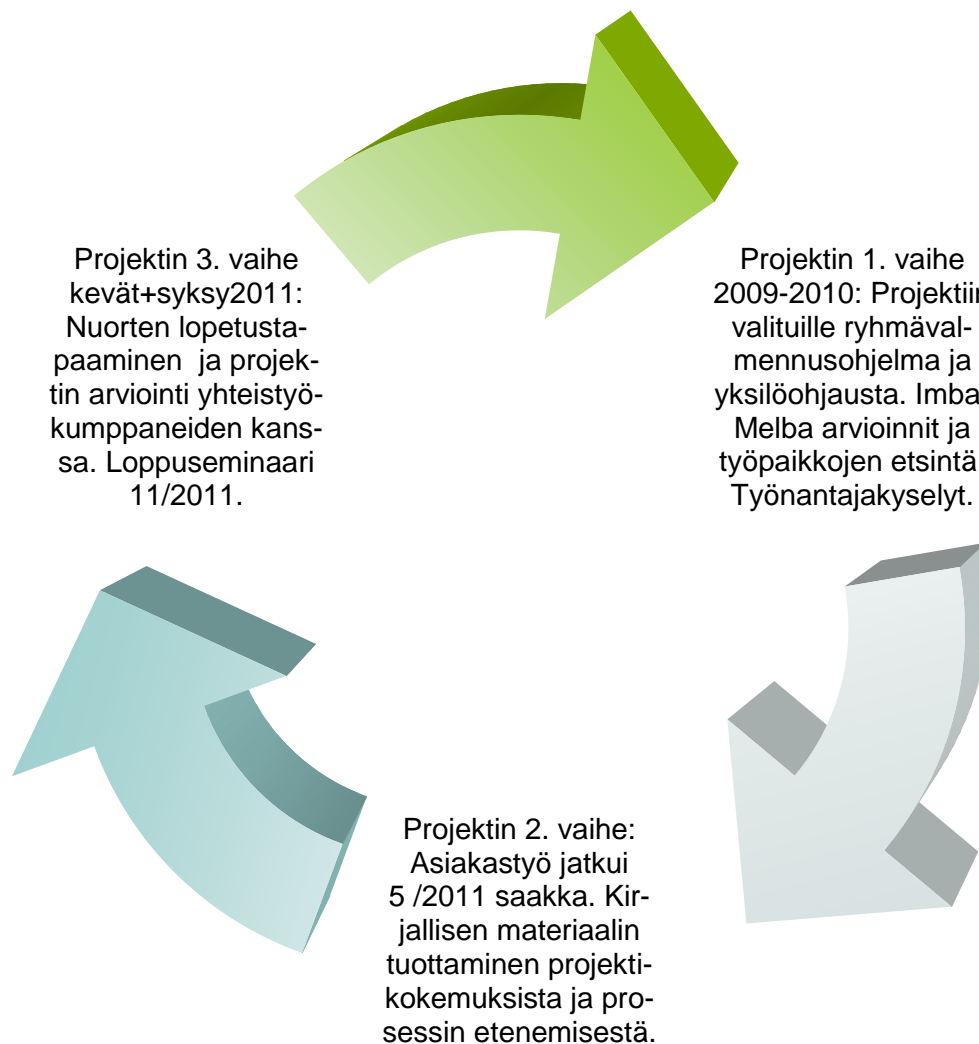 Projektin 3. vaihe
kevät+syksy2011:
Nuorten lopetusta-
paaminen ja projek-
tin arviointi yhteistyö-
kumppaneiden kans-
sa. Loppuseminaari
11/2011.
Projektin 1. vaihe
2009-2010:
valituille ryhmäval-
mennusohjelma ja
yksilöohjausta. Imba
Melba arvioinnit ja
työpaikkojen etsintä
Työnantajakyselyt.
Projektin 2. vaihe:
Asiakastyö jatkui
5 /2011 saakka. Kir-
jallisen materiaalin
tuottaminen projekti-
kokemuksista ja pro-
sessin etenemisestä.